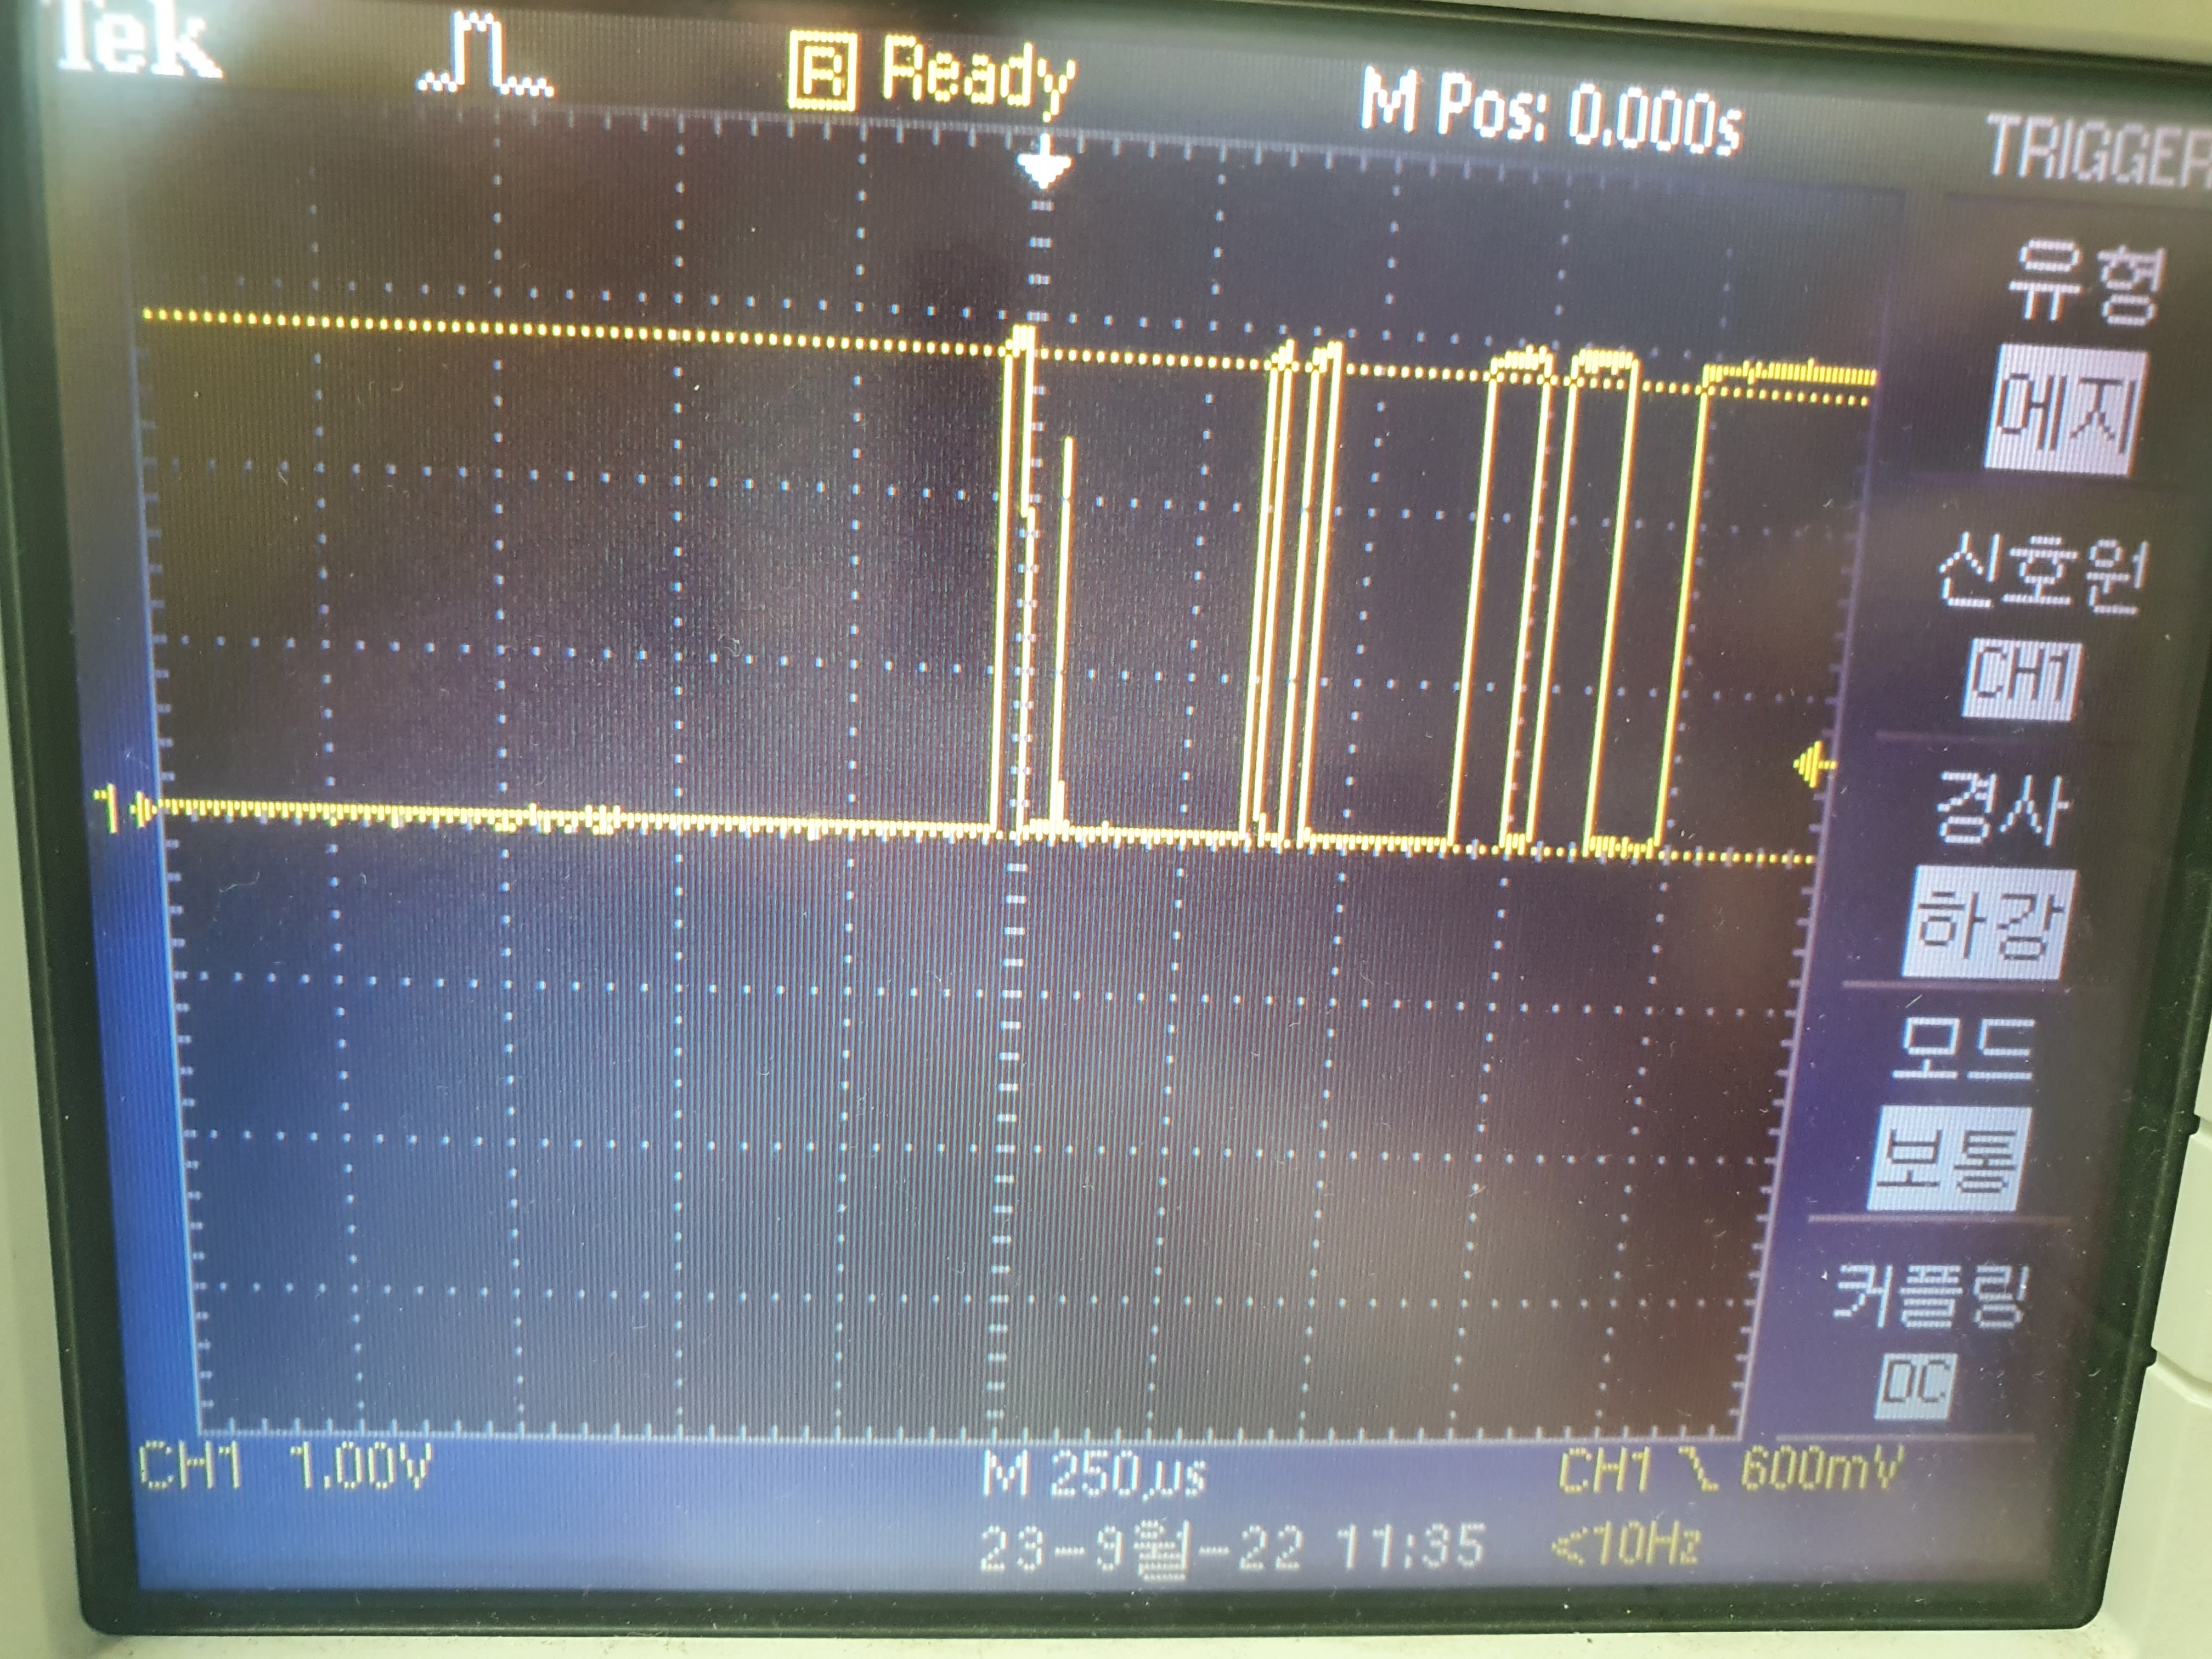 Tek
R Ready
M Pos: 0.000s
TRIGGER
유형
에지
신호원
CH1
경사
하강
모드
보통
커플링
DC
1
CH1 1.00V
M 250µs
CH1 600mV
23-9월-22 11:35
<10Hz